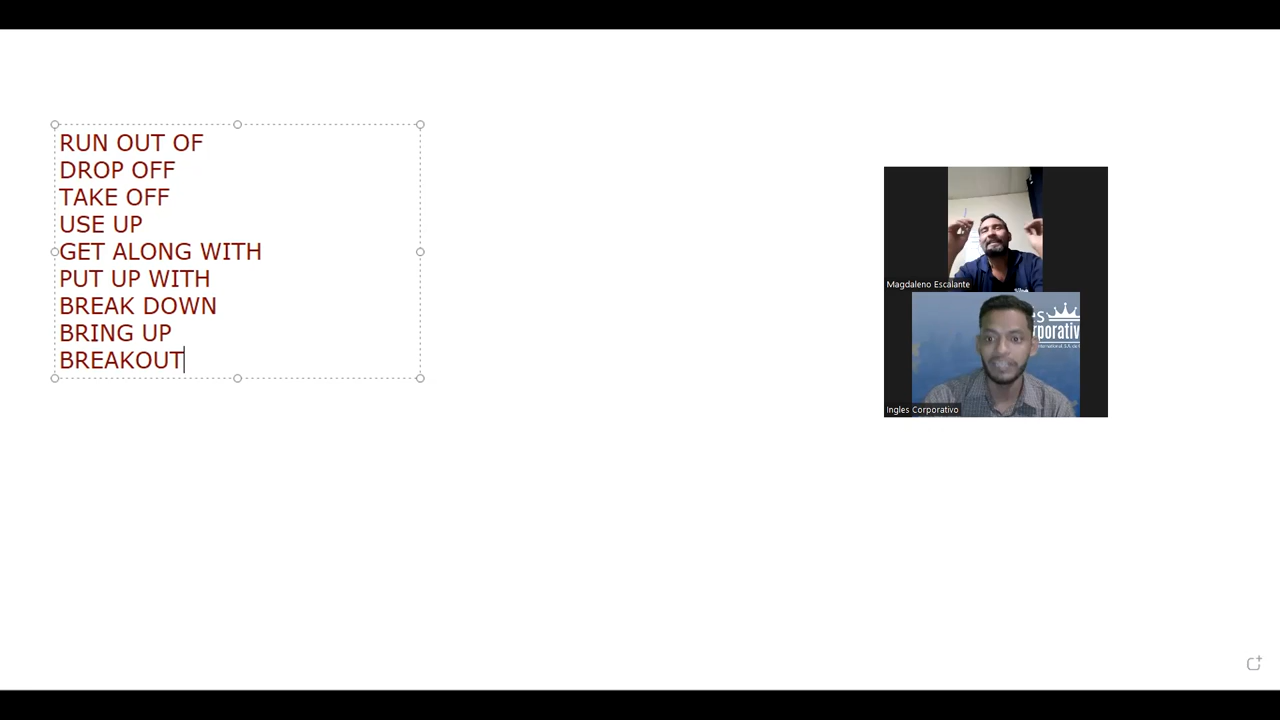 RUN OUT OF
DROP OFF
TAKE OFF
USE UP
GET ALONG WITH
PUT UP WITH
BREAK DOWN
BRING UP
BREAKOUT
Magdaleno Escalante
Ingles Corporativo